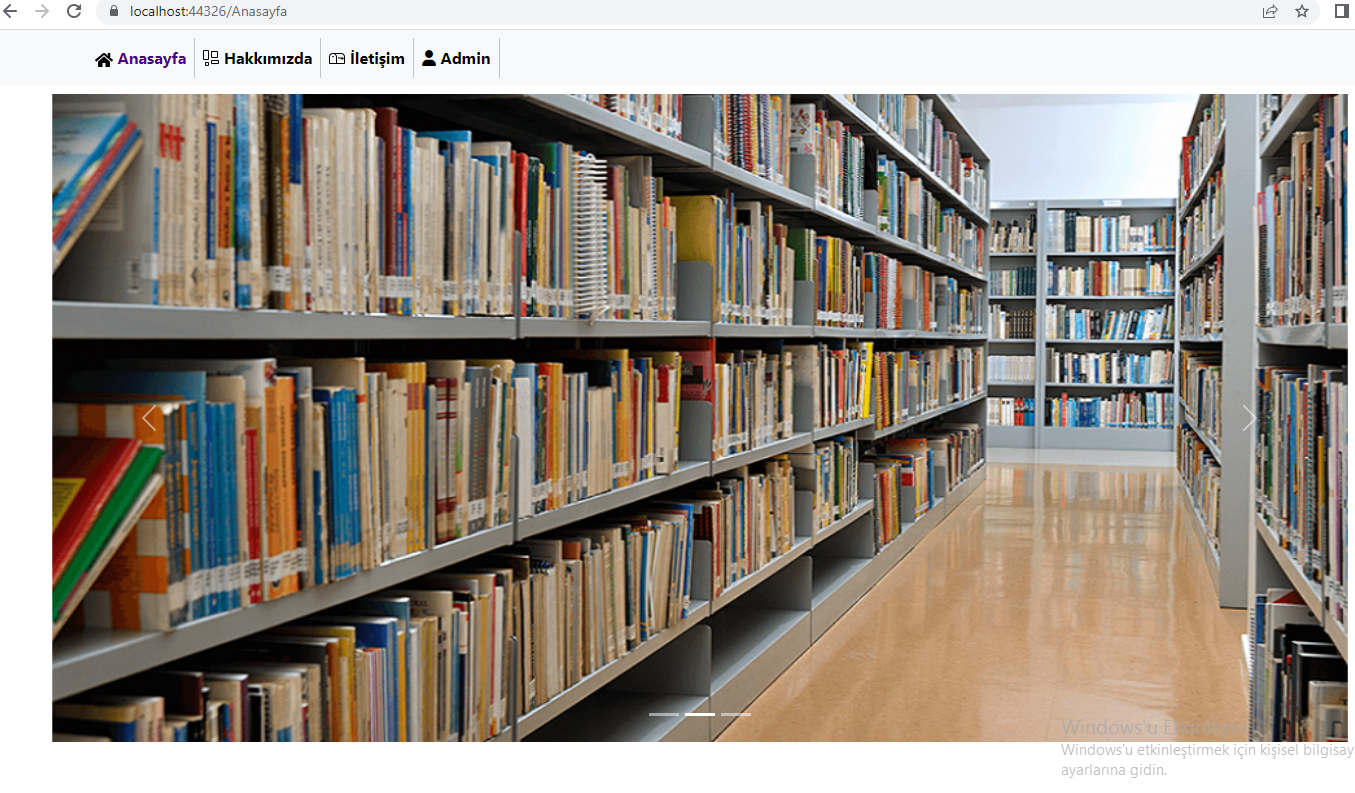 localhost:44326/Anasayfa
Anasayfa
Hakkımızda
İletişim
Admin
Windows'u Etkinleştir
Windows'u etkinleştirmek için kişisel bilgisay
ayarlarına gidin.